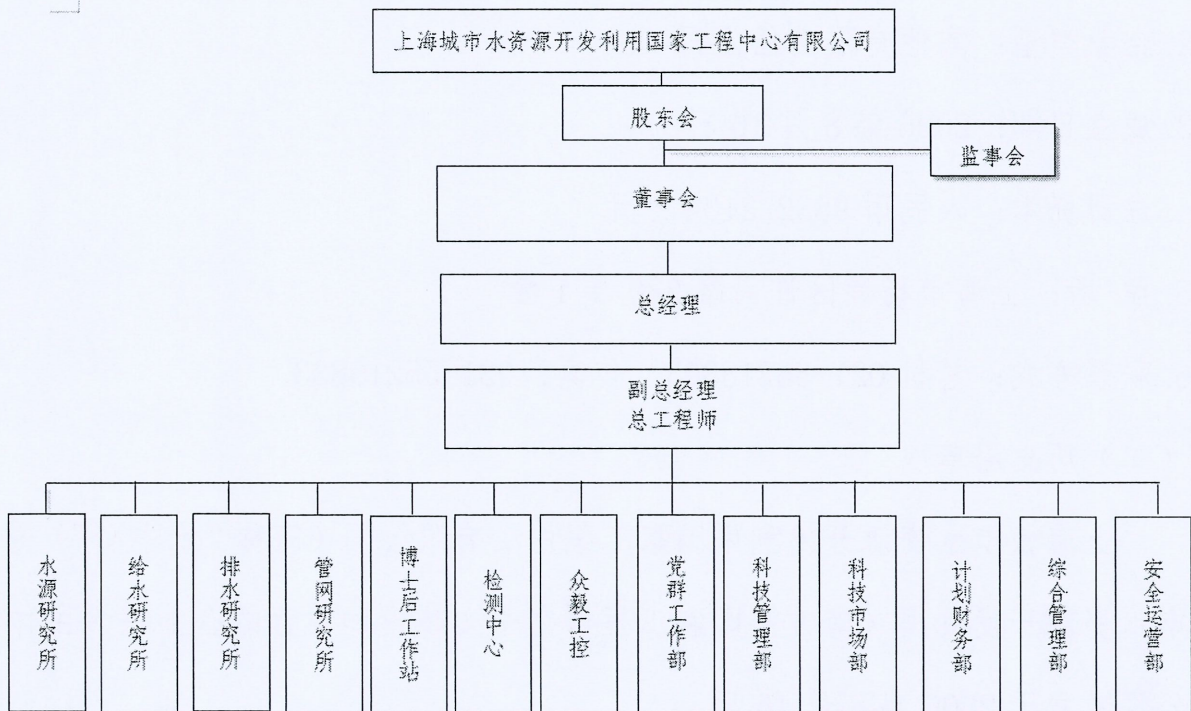 上海城市水资源开发利用国家工程中心有限公司
股东会
监事会
董事会
总经理
副总经理
总工程师
水源研究所
给水研究所
排水研究所
管网研究所
博士后工作站
检测中心
众毅工控
党群工作部
科技管理部
科技市场部
计划财务部
综合管理部
安全运营部